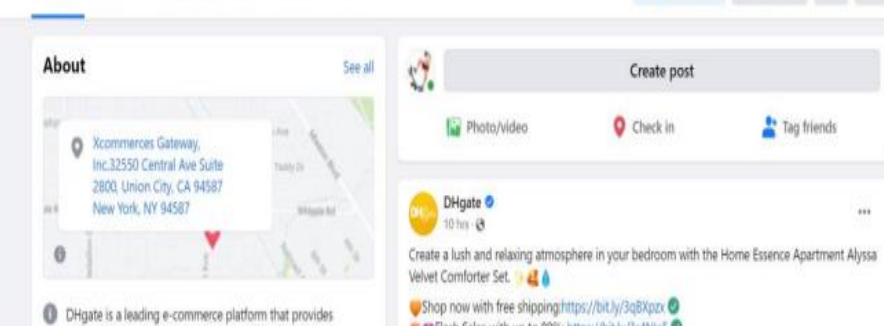 About
See all
Xcommerces Gateway,
Inc.32550 Central Ave Suite
2800, Union City, CA 94587
New York, NY 94587
DHgate is a leading e-commerce platform that provides
Create post
Photo/video
Check in
Tag friends
DHgate
10 hrs ·
Create a lush and relaxing atmosphere in your bedroom with the Home Essence Apartment Alyssa
Velvet Comforter Set.
Shop now with free shipping:https://bit.ly/3qBXpzx